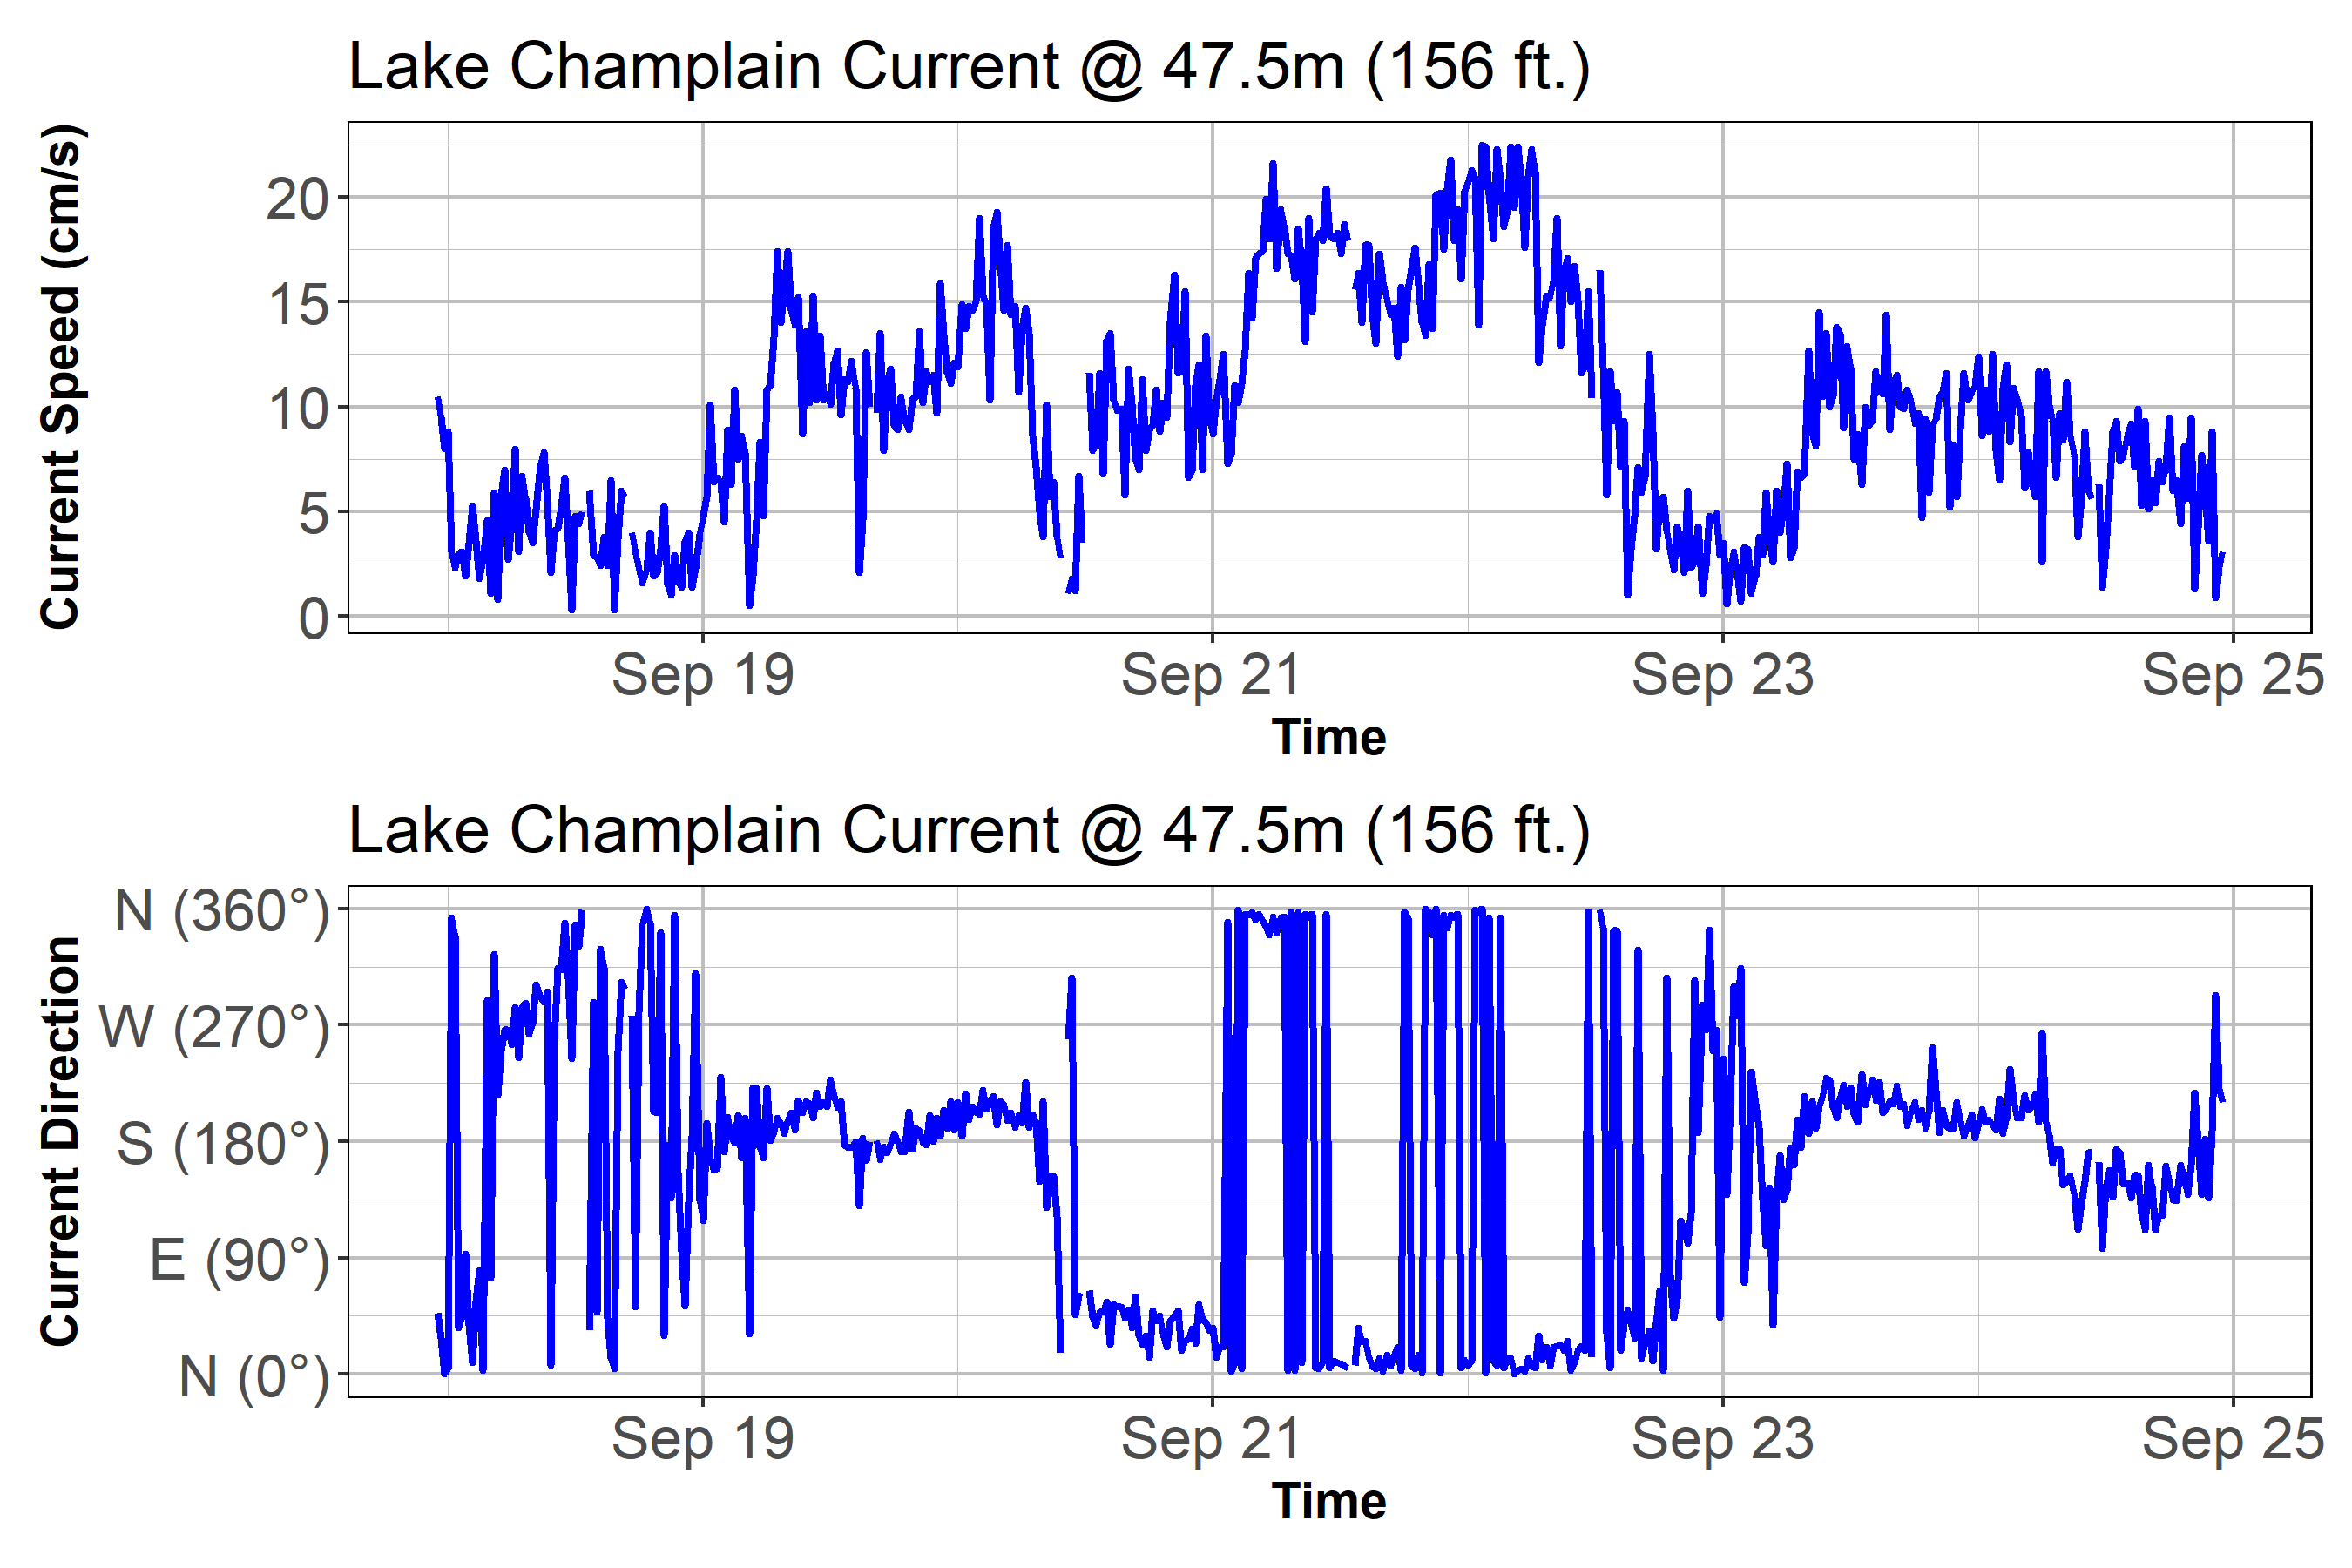 Lake Champlain Current @ 47.5m (156 ft.)
Current Speed (cm/s)
20
15
10
5
0
Sep 19 Sep 21 Sep 23 Sep 25
Time
Lake Champlain Current @ 47.5m (156 ft.)
Current Direction
N (360°)
W (270°)
S (180°)
E (90°)
N (0°)
Sep 19 Sep 21 Sep 23 Sep 25
Time